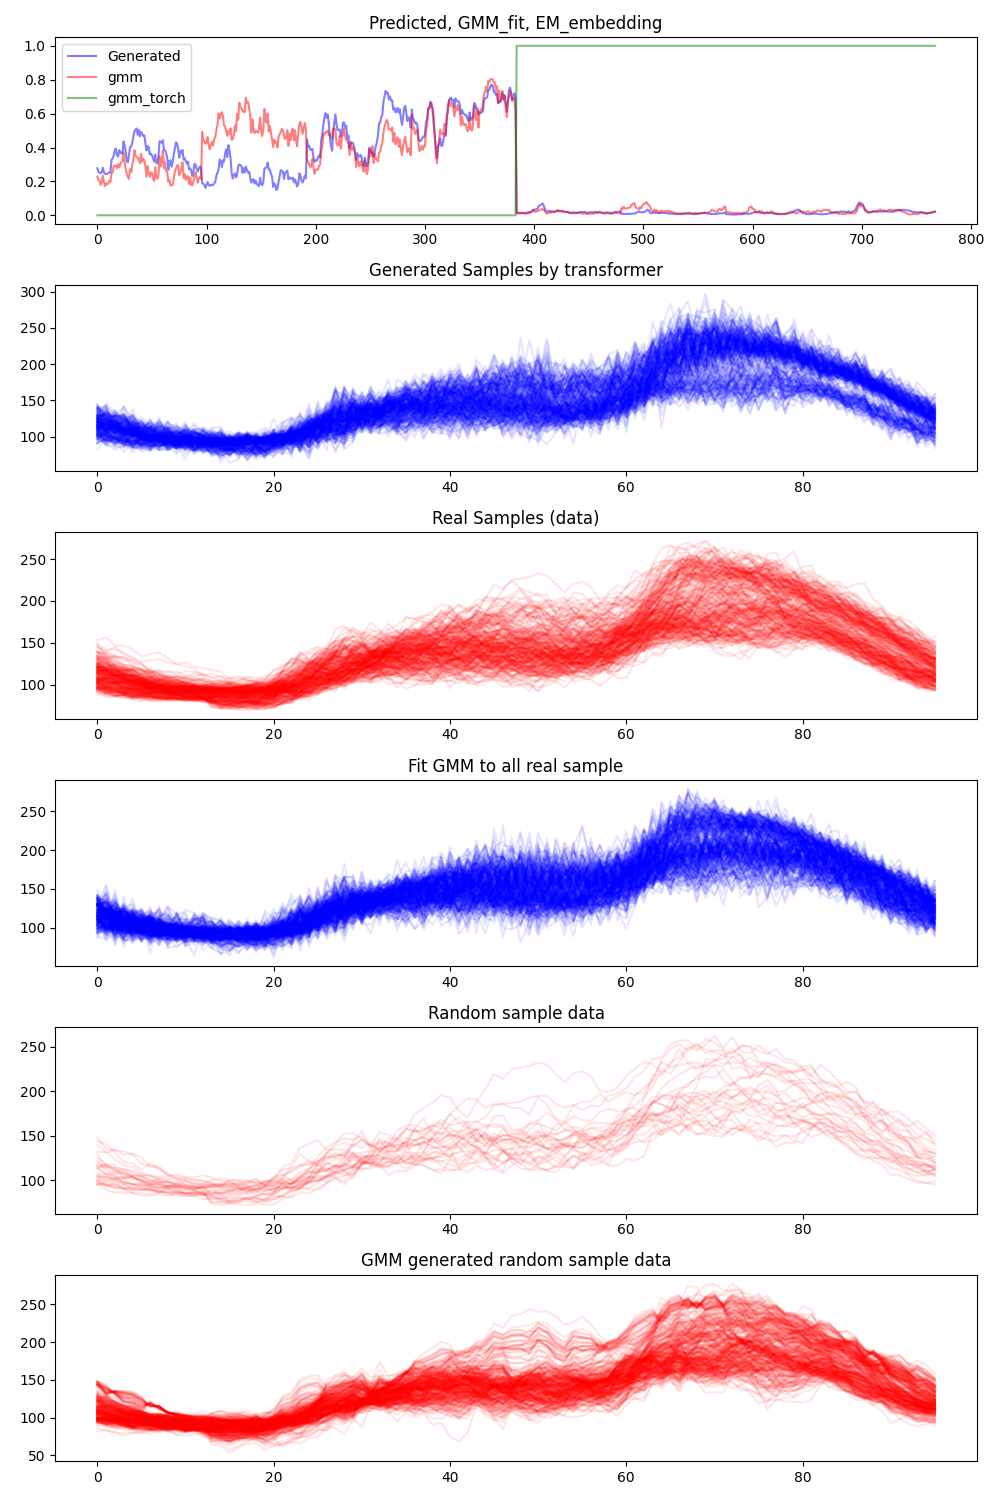 Predicted, GMM_fit, EM_embedding
1.0
0.8
0.6
0.4
0.2
0.0
Generated
gmm
gmm_torch
0 100 200 300 400 500 600 700 800
Generated Samples by transformer
300
250
200
150
100
0 20 40 60 80
Real Samples (data)
250
200
150
100
0 20 40 60 80
Fit GMM to all real sample
250
200
150
100
0 20 40 60 80
Random sample data
250
200
150
100
0 20 40 60 80
GMM generated random sample data
250
200
150
100
50
0 20 40 60 80